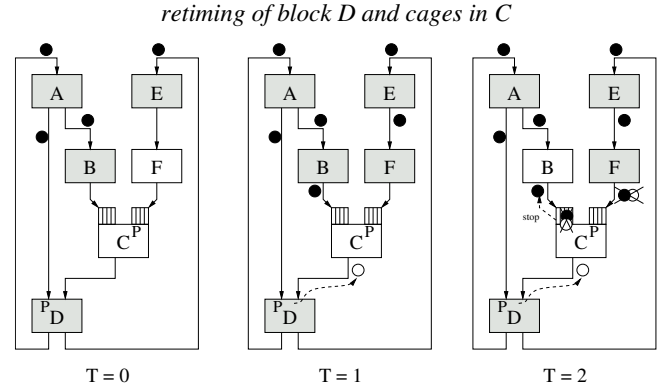 retiming of block D and cages in C
A E A E A E
B F B F B F
stop
P P P
C C C
P D P D P D
T = 0 T = 1 T = 2